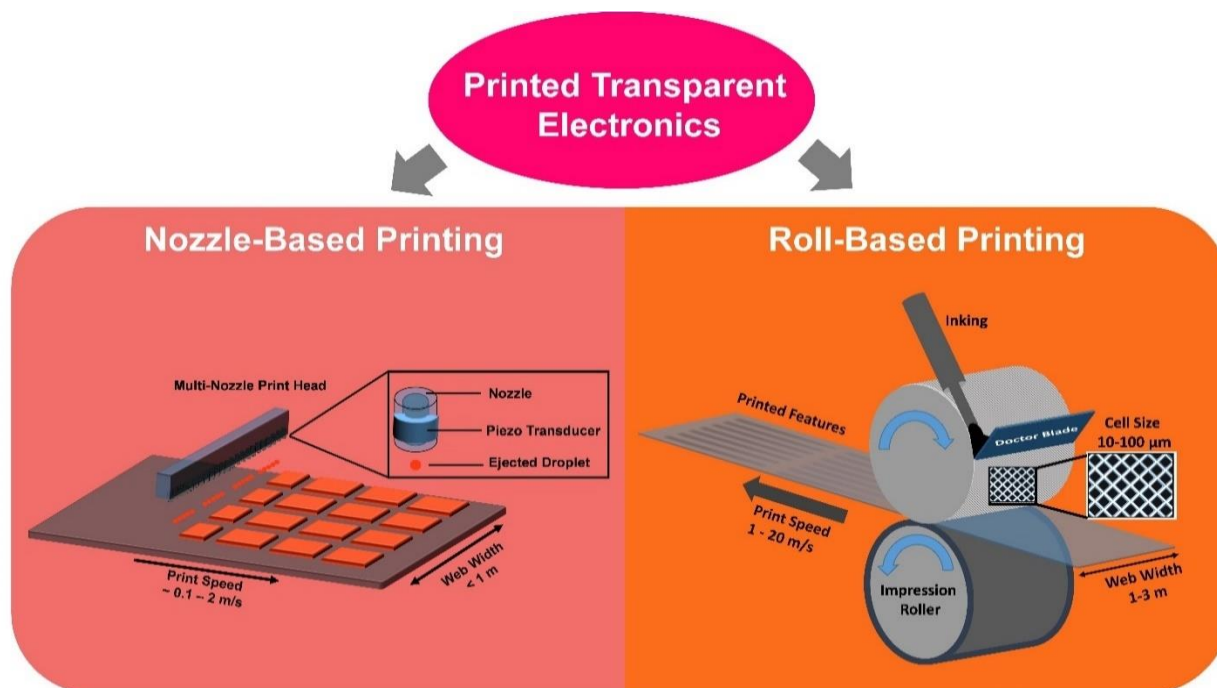 Printed Transparent
Electronics
Nozzle-Based Printing
Multi-Nozzle Print Head
Nozzle
Piezo Transducer
Ejected Droplet
Print Speed
~ 0.1 – 2 m/s
Web Width
< 1 m
Roll-Based Printing
Inking
Printed Features
Doctor Blade
Cell Size
10-100 μm
Print Speed
1 - 20 m/s
Impression
Roller
Web Width
1-3 m